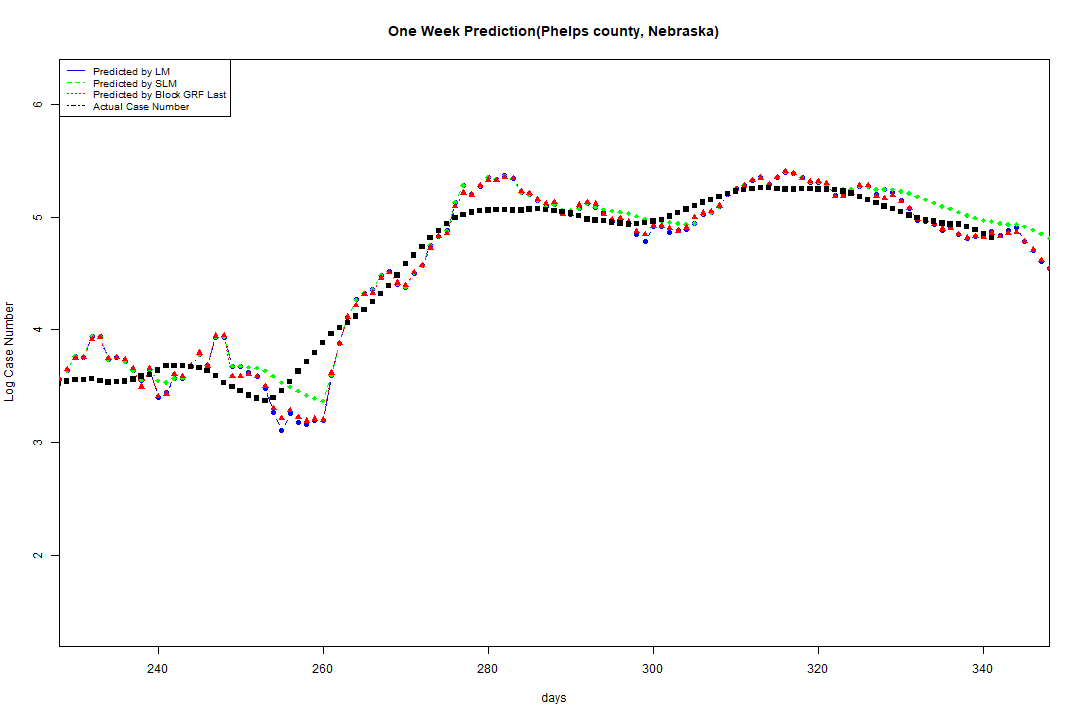 One Week Prediction(Phelps county, Nebraska)
Predicted by LM
Predicted by SLM
Predicted by Block GRF Last
Actual Case Number
6
5
4
3
2
Log Case Number
240 260 280 300 320 340
days